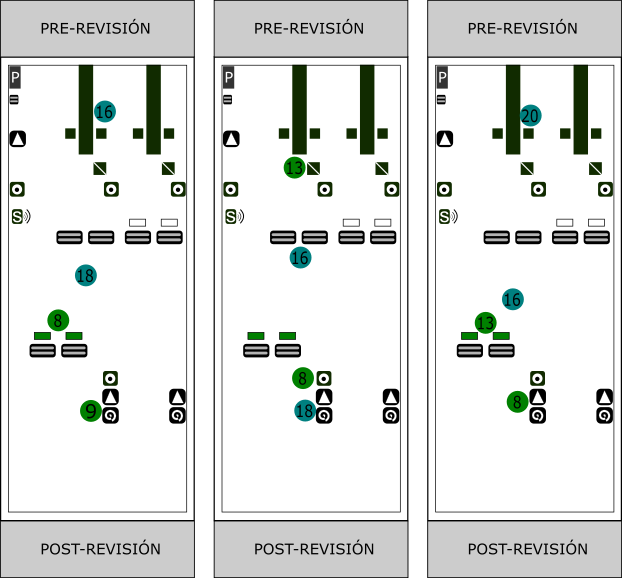 PRE-REVISIÓN PRE-REVISIÓN PRE-REVISIÓN
P P P
16 13 20
S S S
18 16 16
8 8 13
9 18 8
POST-REVISIÓN POST-REVISIÓN POST-REVISIÓN